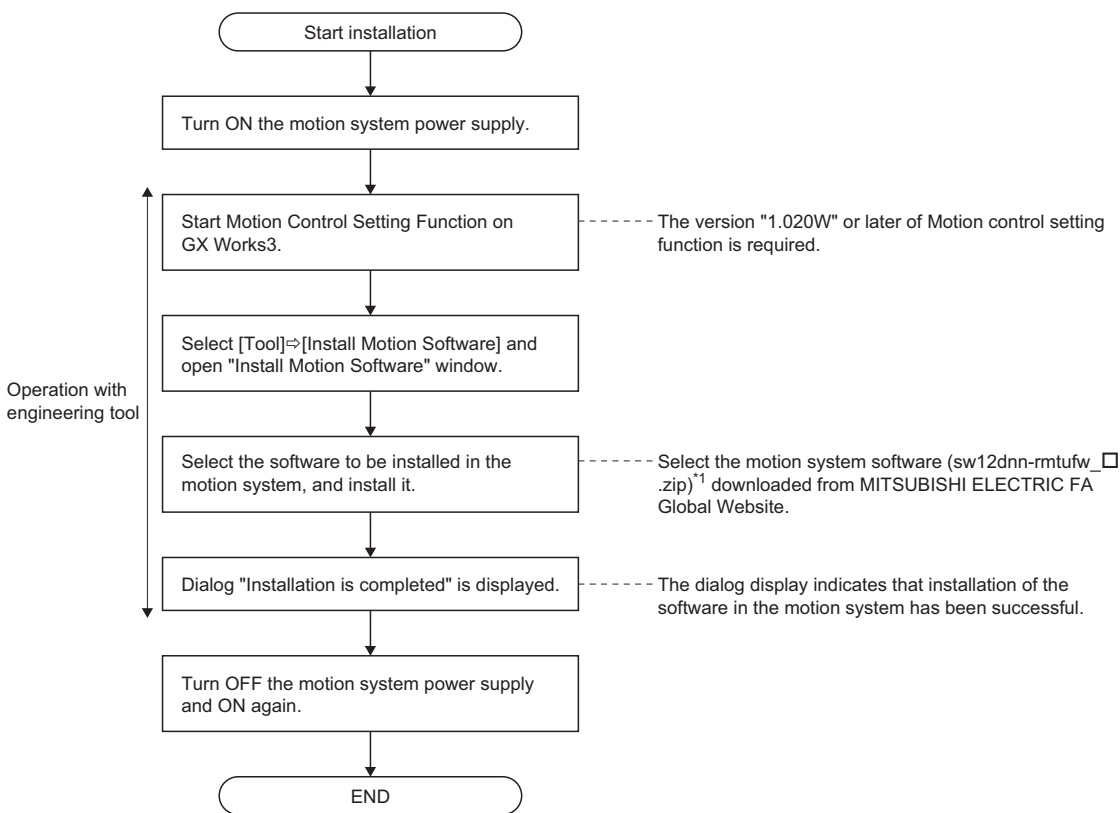 Start installation
Turn ON the motion system power supply.
Start Motion Control Setting Function on
GX Works3.
The version "1.020W" or later of Motion control setting
function is required.
Select [Tool]⇨[Install Motion Software] and
open "Install Motion Software" window.
Operation with
engineering tool
Select the software to be installed in the
motion system, and install it.
Select the motion system software (sw12dnn-rmtufw_□
.zip)*1 downloaded from MITSUBISHI ELECTRIC FA
Global Website.
Dialog "Installation is completed" is displayed.
The dialog display indicates that installation of the
software in the motion system has been successful.
Turn OFF the motion system power supply
and ON again.
END